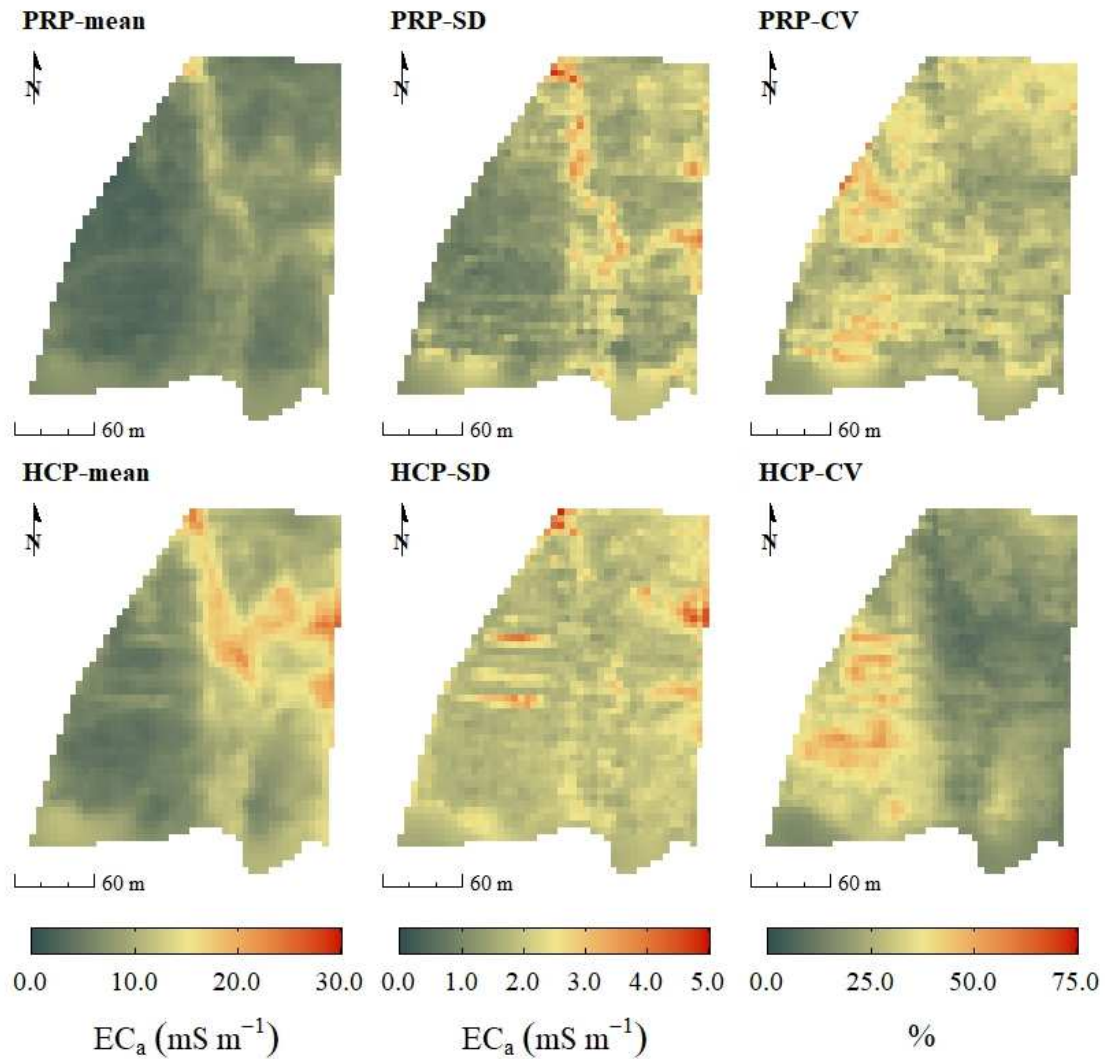 PRP-mean PRP-SD PRP-CV
N N N
60 m 60 m 60 m
HCP-mean HCP-SD HCP-CV
N N N
60 m 60 m 60 m
0.0 10.0 20.0 30.0 0.0 1.0 2.0 3.0 4.0 5.0 0.0 25.0 50.0 75.0
ECa (mS m⁻¹) ECa (mS m⁻¹) %